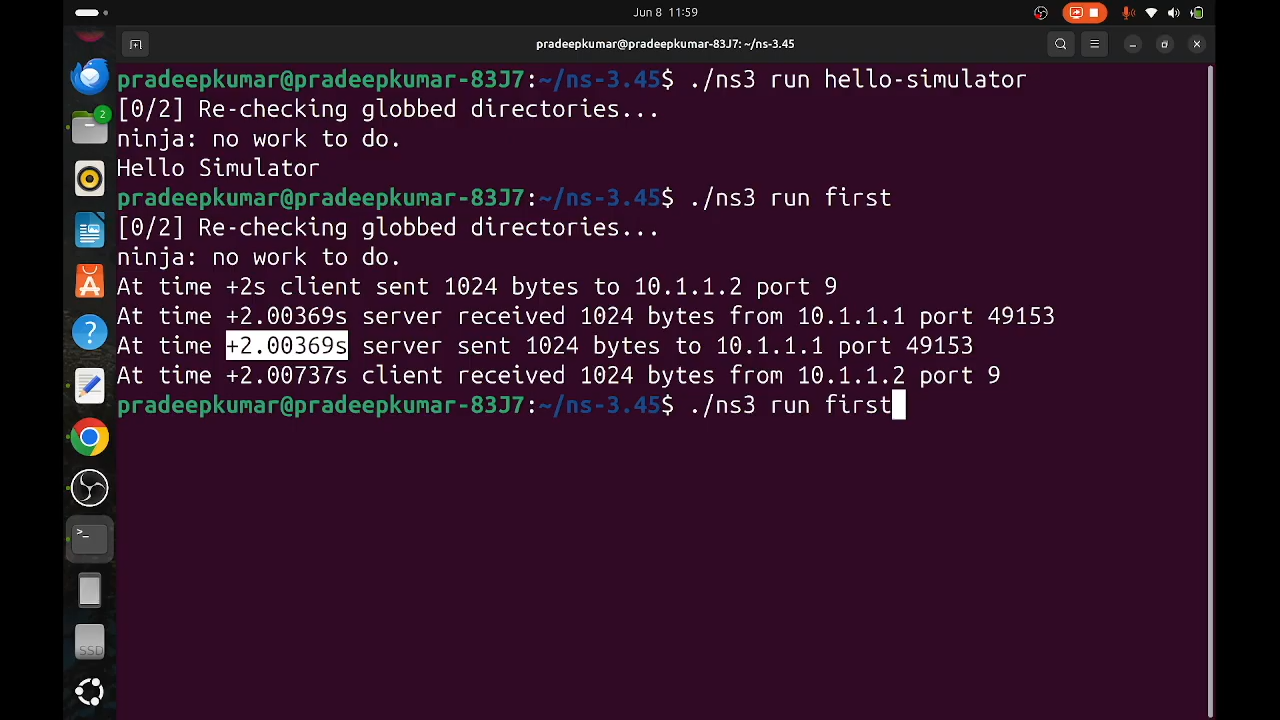 Jun 8 11:59
pradeepkumar@pradeepkumar-83J7: ~/ns-3.45
pradeepkumar@pradeepkumar-83J7:~/ns-3.45$ ./ns3 run hello-simulator
[0/2] Re-checking globbed directories...
ninja: no work to do.
Hello Simulator
pradeepkumar@pradeepkumar-83J7:~/ns-3.45$ ./ns3 run first
[0/2] Re-checking globbed directories...
ninja: no work to do.
At time +2s client sent 1024 bytes to 10.1.1.2 port 9
At time +2.00369s server received 1024 bytes from 10.1.1.1 port 49153
At time +2.00369s server sent 1024 bytes to 10.1.1.1 port 49153
At time +2.00737s client received 1024 bytes from 10.1.1.2 port 9
pradeepkumar@pradeepkumar-83J7:~/ns-3.45$ ./ns3 run first
2
SSD